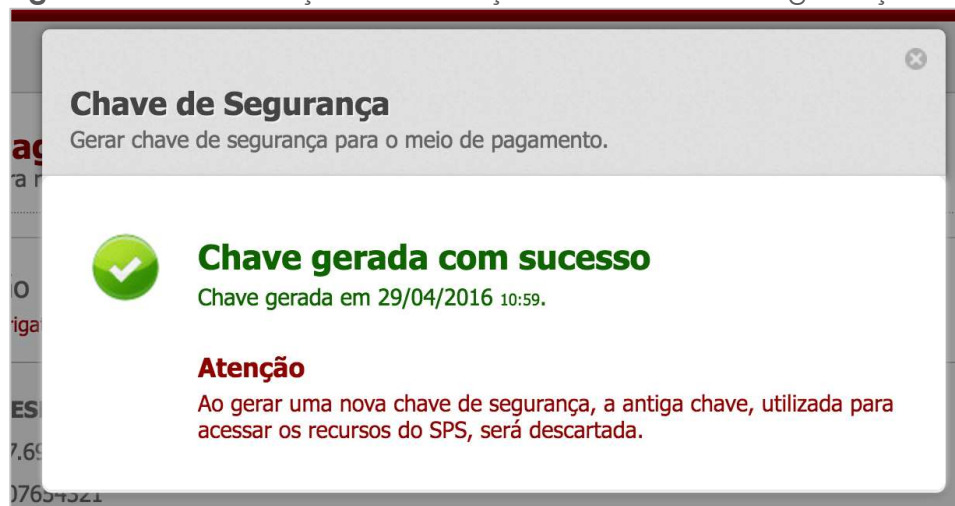 Chave de Segurança
Gerar chave de segurança para o meio de pagamento.
Chave gerada com sucesso
Chave gerada em 29/04/2016 10:59.
Atenção
Ao gerar uma nova chave de segurança, a antiga chave, utilizada para
acessar os recursos do SPS, será descartada.